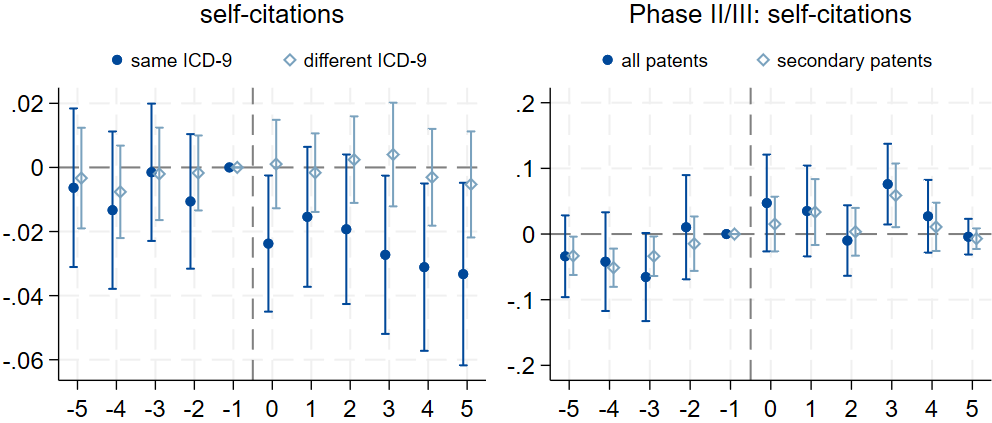 self-citations
same ICD-9
different ICD-9
.02
0
-.02
-.04
-.06
-5 -4 -3 -2 -1 0 1 2 3 4 5
Phase II/III: self-citations
all patents
secondary patents
.2
.1
0
-.1
-.2
-5 -4 -3 -2 -1 0 1 2 3 4 5